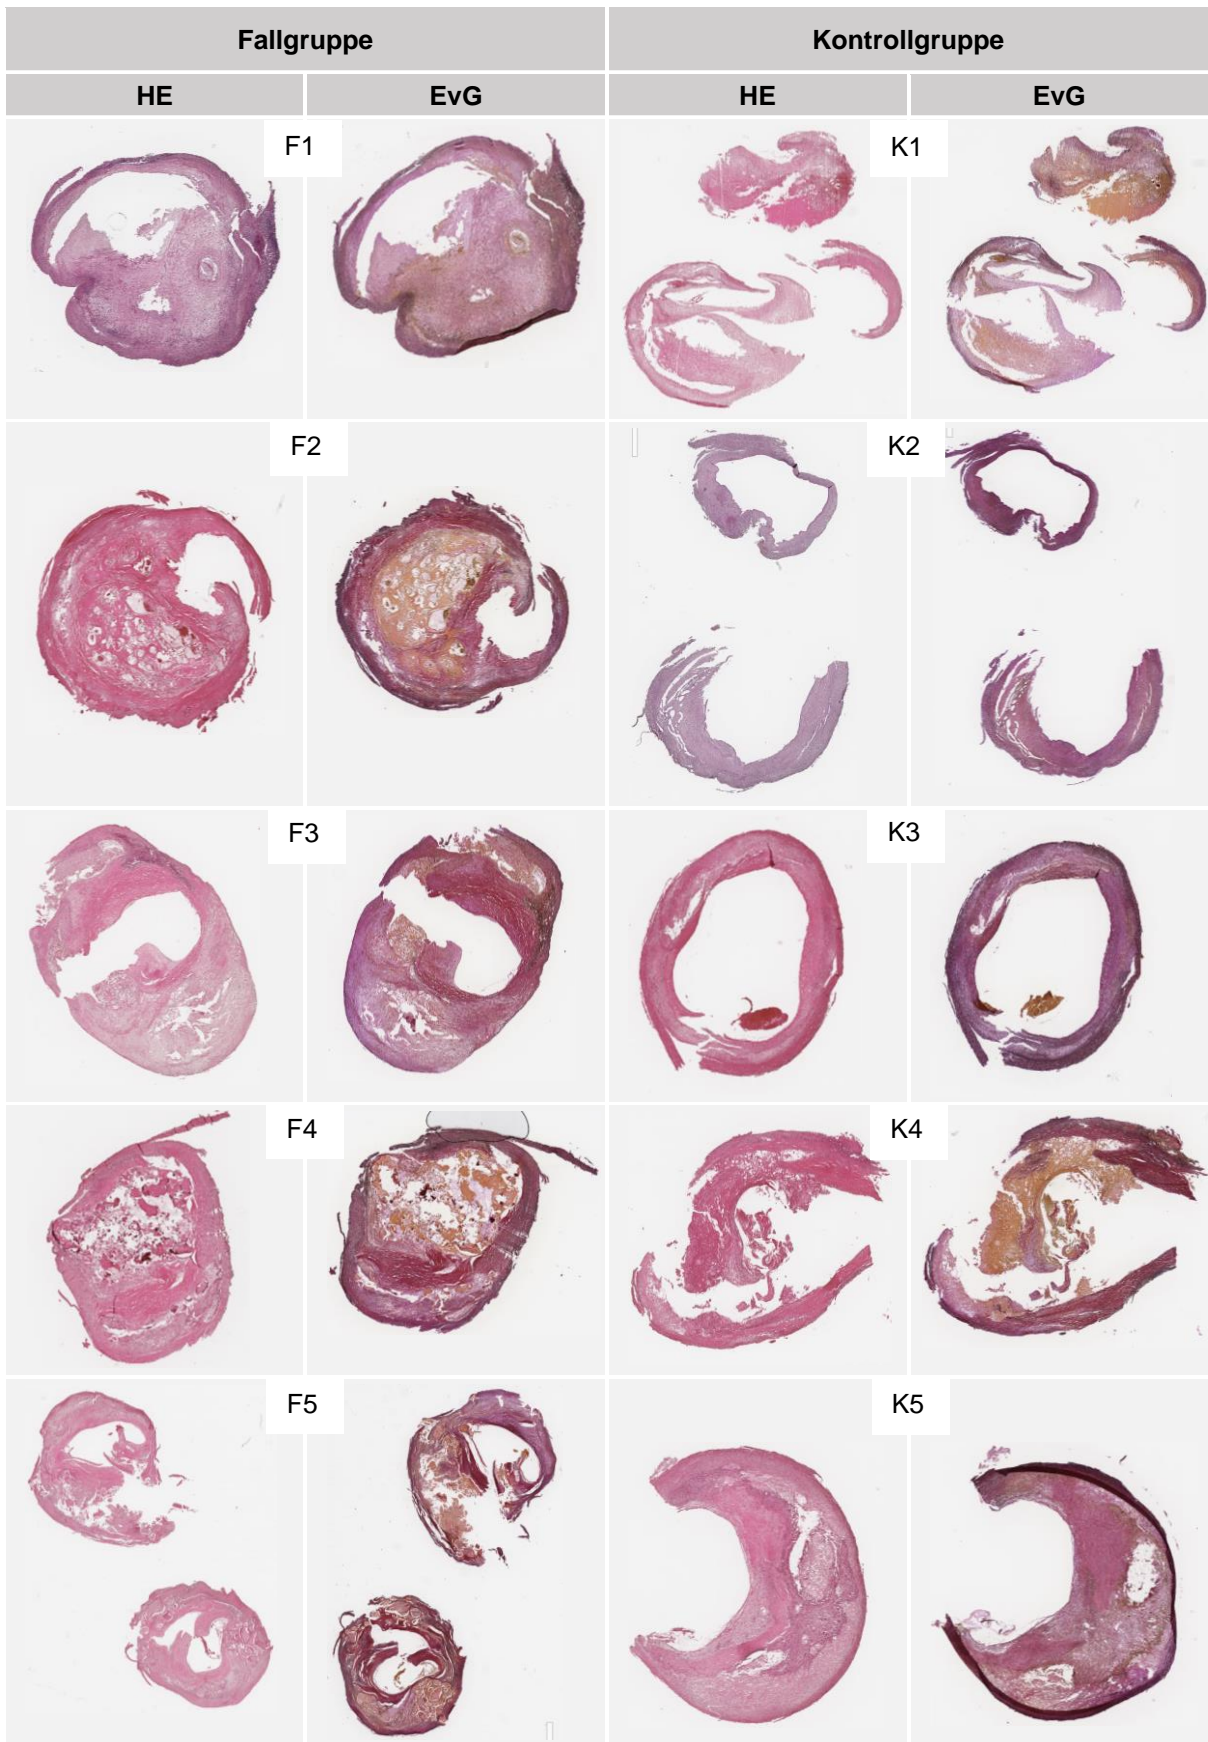 Fallgruppe Kontrollgruppe
HE EvG HE EvG
F1 K1
F2 K2
F3 K3
F4 K4
F5 K5